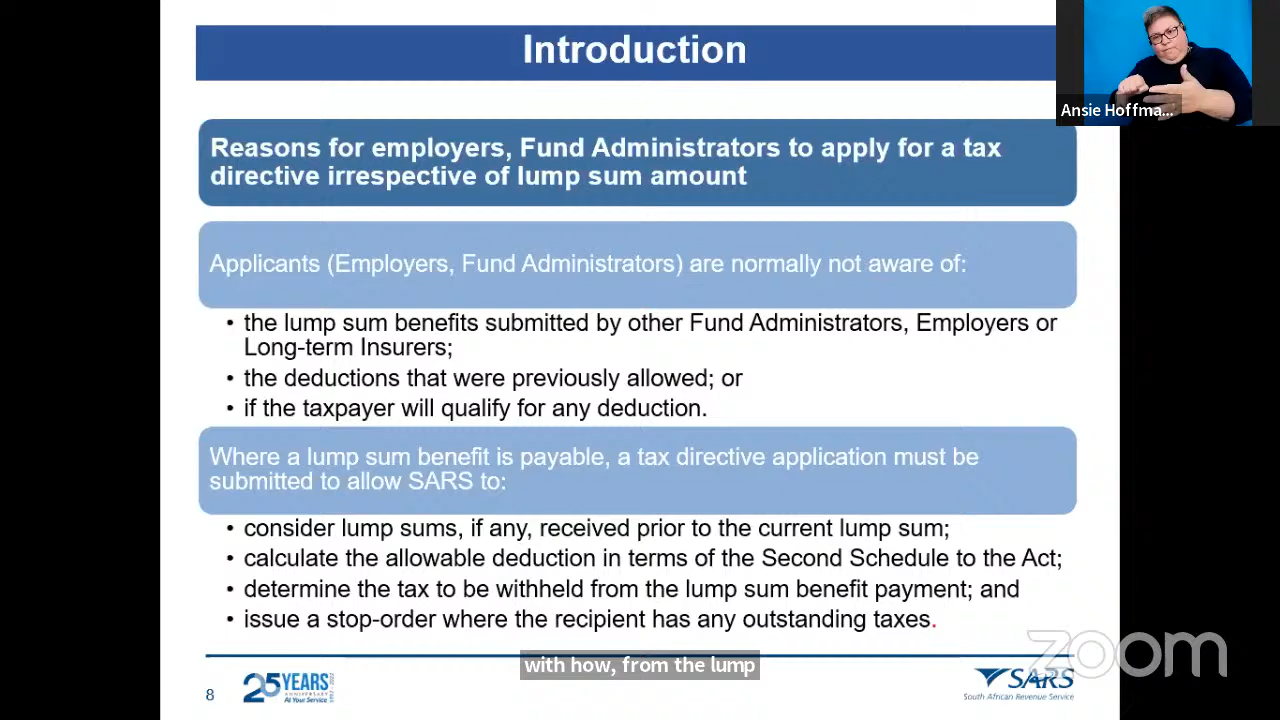 Introduction
Ansie Hoffma...
Reasons for employers, Fund Administrators to apply for a tax
directive irrespective of lump sum amount
Applicants (Employers, Fund Administrators) are normally not aware of:
• the lump sum benefits submitted by other Fund Administrators, Employers or
Long-term Insurers;
• the deductions that were previously allowed; or
• if the taxpayer will qualify for any deduction.
Where a lump sum benefit is payable, a tax directive application must be
submitted to allow SARS to:
• consider lump sums, if any, received prior to the current lump sum;
• calculate the allowable deduction in terms of the Second Schedule to the Act;
• determine the tax to be withheld from the lump sum benefit payment; and
• issue a stop-order where the recipient has any outstanding taxes.
with how, from the lump
zoom
8
25 YEARS
ANNIVERSARY
At Your Service
SARS
South African Revenue Service